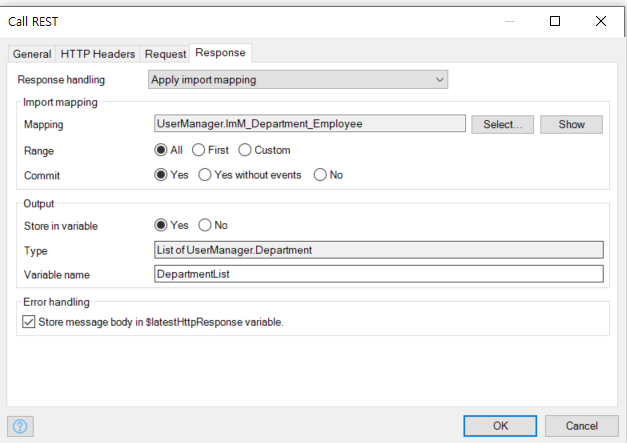 Call REST
General HTTP Headers Request Response
Response handling Apply import mapping
Import mapping
Mapping UserManager.ImM_Department_Employee Select... Show
Range All First Custom
Commit Yes Yes without events No
Output
Store in variable Yes No
Type List of UserManager.Department
Variable name DepartmentList
Error handling
Store message body in $latestHttpResponse variable.
? OK Cancel